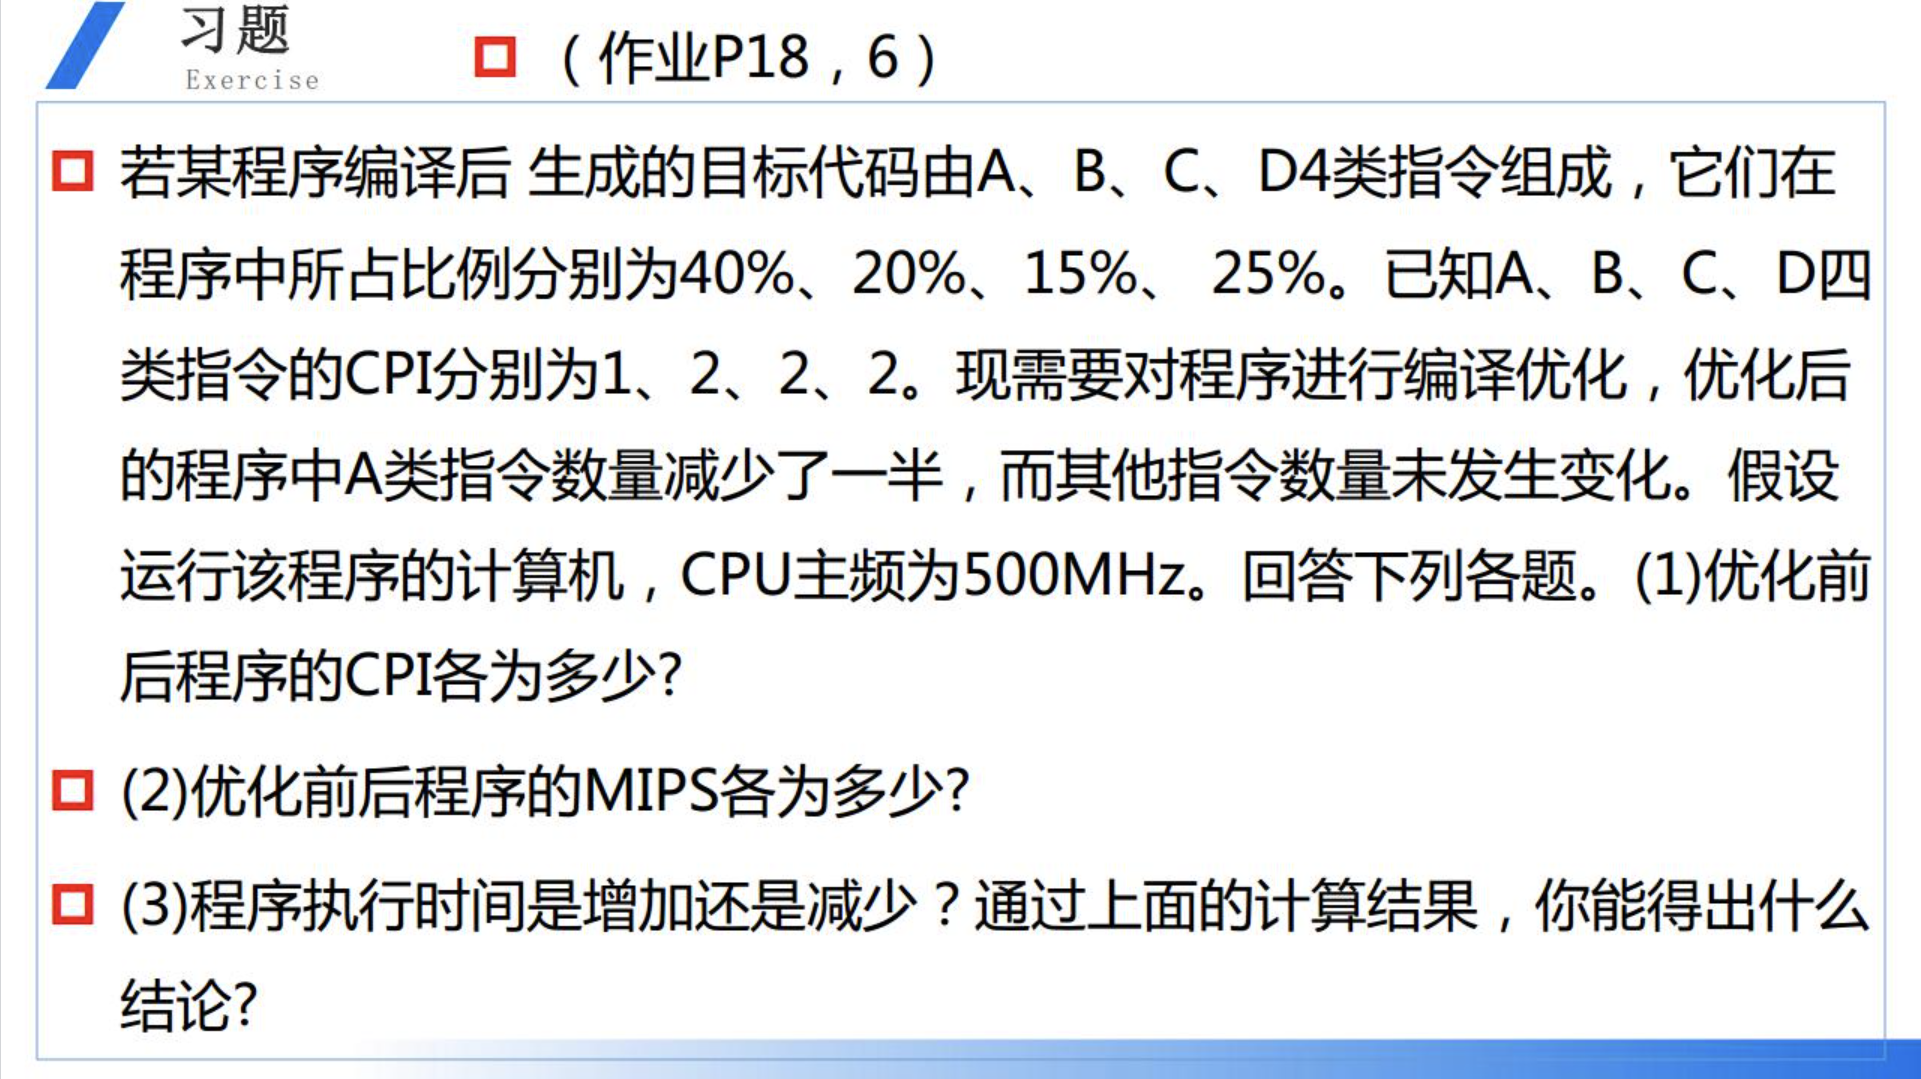 习题
Exercise
（作业P18，6）
若某程序编译后 生成的目标代码由A、B、C、D4类指令组成，它们在
程序中所占比例分别为40%、20%、15%、 25%。已知A、B、C、D四
类指令的CPI分别为1、2、2、2。现需要对程序进行编译优化，优化后
的程序中A类指令数量减少了一半，而其他指令数量未发生变化。假设
运行该程序的计算机，CPU主频为500MHz。回答下列各题。(1)优化前
后程序的CPI各为多少?
(2)优化前后程序的MIPS各为多少?
(3)程序执行时间是增加还是减少？通过上面的计算结果，你能得出什么
结论?